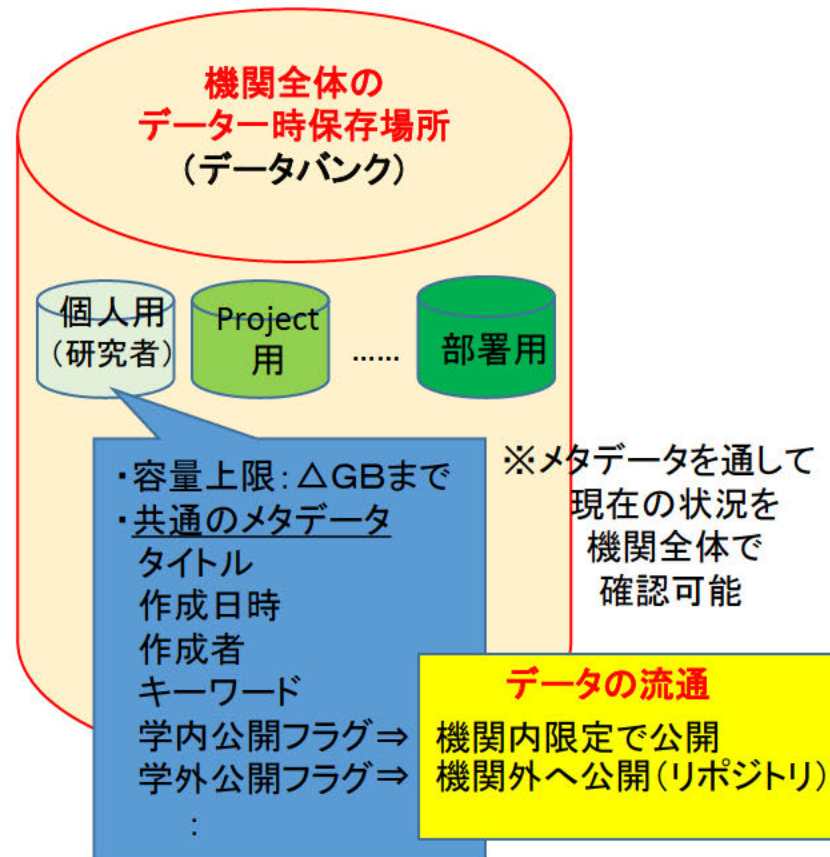 機関全体の
データ一時保存場所
（データバンク）
個人用
（研究者）
Project
用
……
部署用
・容量上限：△GBまで
・共通のメタデータ
タイトル
作成日時
作成者
キーワード
学内公開フラグ⇒
学外公開フラグ⇒
：
※メタデータを通して
現在の状況を
機関全体で
確認可能
データの流通
機関内限定で公開
機関外へ公開（リポジトリ）